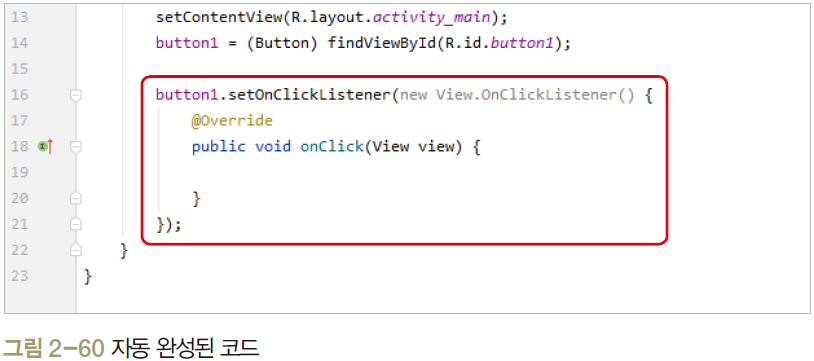 13 setContentView(R.layout.activity_main);
14 button1 = (Button) findViewById(R.id.button1);
15
16 button1.setOnClickListener(new View.OnClickListener() {
17 @Override
18 public void onClick(View view) {
19
20 }
21 });
22 }
23 }
그림 2-60 자동 완성된 코드